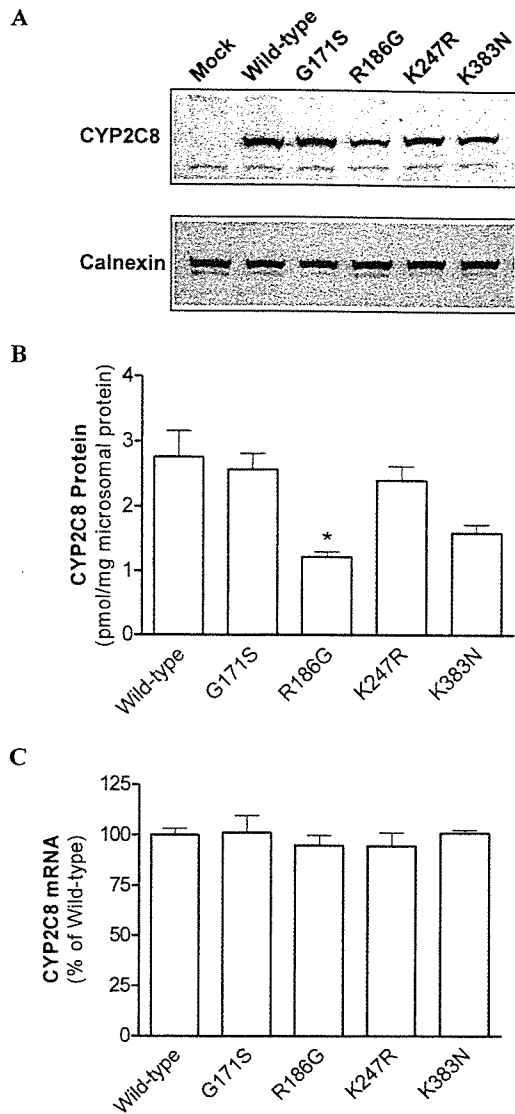 A
Mock
Wild-type
G171S
R186G
K247R
K383N
CYP2C8
Calnexin
B
CYP2C8 Protein
(pmol/mg microsomal protein)
4
3
2
1
0
*
Wild-type
G171S
R186G
K247R
K383N
C
CYP2C8 mRNA
(% of Wild-type)
125
100
75
50
25
0
Wild-type
G171S
R186G
K247R
K383N